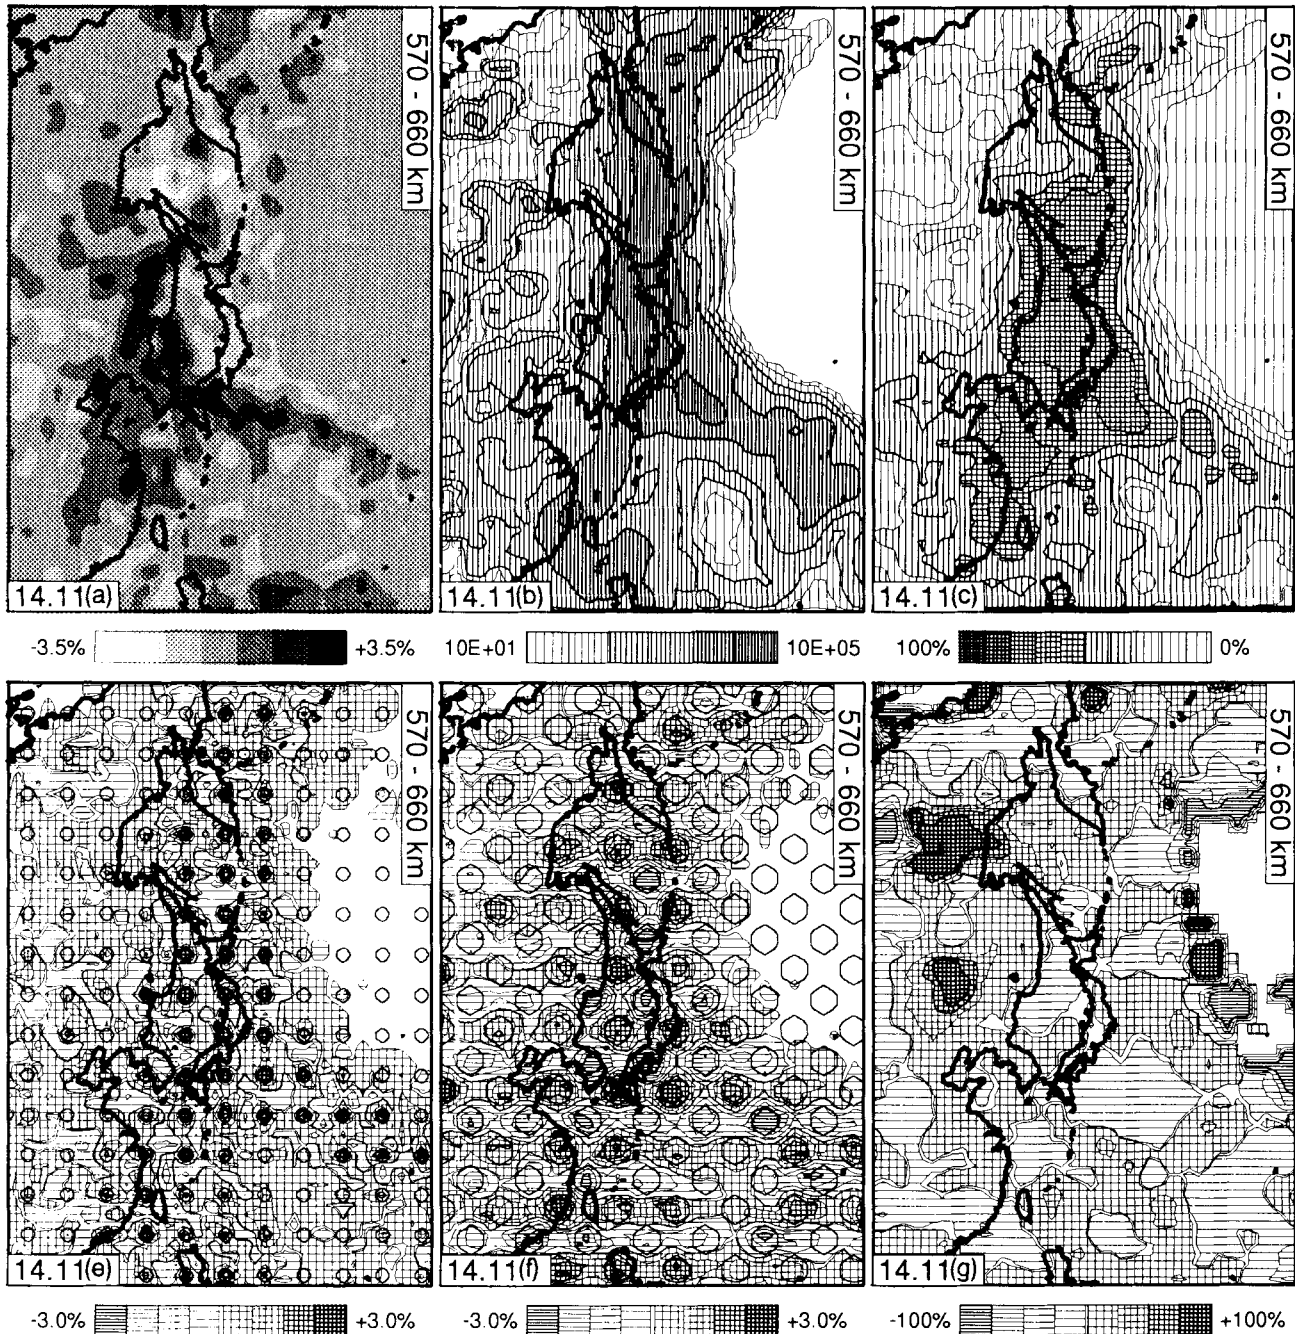 570 - 660 km
570 - 660 km
570 - 660 km
14.11(a)
14.11(b)
14.11(c)
-3.5%
+3.5%
10E+01
10E+05
100%
0%
570 - 660 km
570 - 660 km
570 - 660 km
14.11(e)
14.11(f)
14.11(g)
-3.0%
+3.0%
-3.0%
+3.0%
-100%
+100%